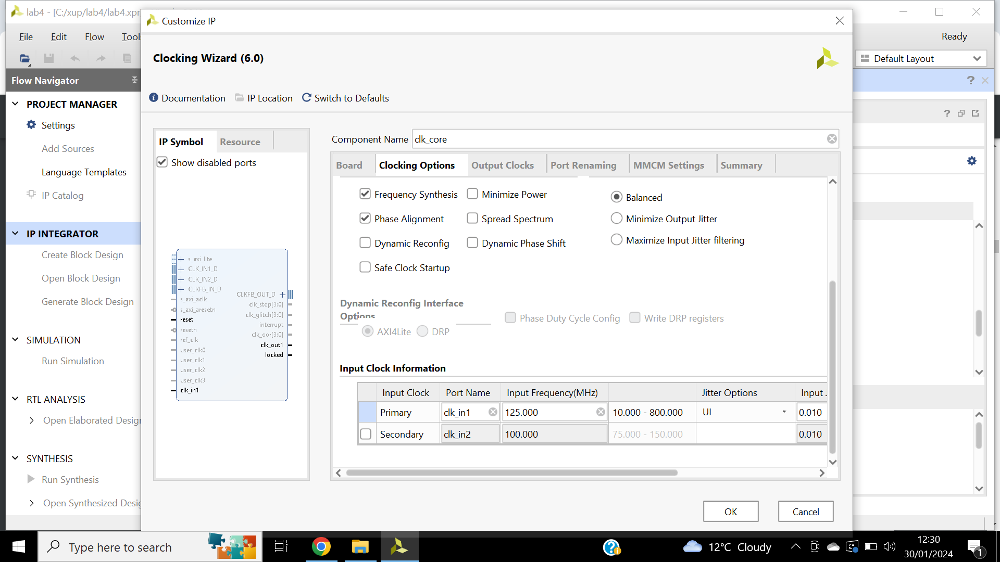 lab4 - [C:/xup/lab4/lab4.xpr
Customize IP
File Edit Flow Tools
Ready
Clocking Wizard (6.0)
Default Layout
Flow Navigator
?
Documentation IP Location Switch to Defaults
PROJECT MANAGER
Settings
Add Sources
Language Templates
IP Catalog
IP INTEGRATOR
Create Block Design
Open Block Design
Generate Block Design
SIMULATION
Run Simulation
RTL ANALYSIS
Open Elaborated Design
SYNTHESIS
Run Synthesis
Open Synthesized Desig
IP Symbol Resource
Show disabled ports
s_axi_lite
CLK_IN1_D
CLK_IN2_D
CLKFB_IN_D
s_axi_aclk
s_axi_aresetn
reset
resetn
ref_clk
user_clk0
user_clk1
user_clk2
user_clk3
clk_in1
CLKFB_OUT_D
clk_stop[3:0]
clk_glitch[3:0]
interrupt
clk_oor[3:0]
clk_out1
locked
Component Name clk_core
Board Clocking Options Output Clocks Port Renaming MMCM Settings Summary
Frequency Synthesis Minimize Power
Phase Alignment Spread Spectrum
Dynamic Reconfig Dynamic Phase Shift
Safe Clock Startup
Balanced
Minimize Output Jitter
Maximize Input Jitter filtering
Dynamic Reconfig Interface
Options
AXI4Lite DRP
Phase Duty Cycle Config Write DRP registers
Input Clock Information
Input Clock Port Name Input Frequency(MHz) Jitter Options Input J
Primary clk_in1 125.000 10.000 - 800.000 UI 0.010
Secondary clk_in2 100.000 75.000 - 150.000 0.010
OK Cancel
?
Type here to search
?
12°C Cloudy
12:30
30/01/2024
1